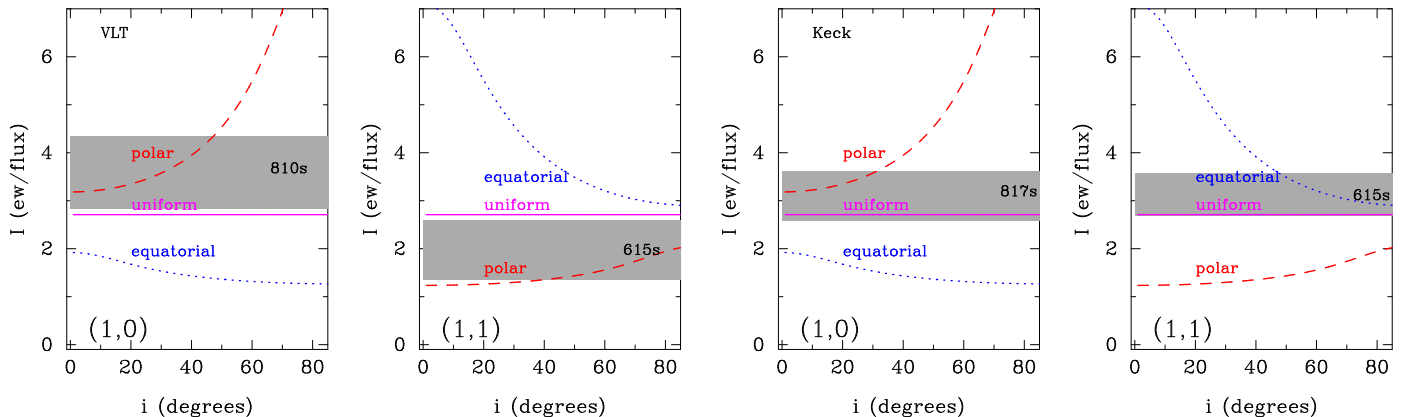 VLT
I (ew/flux)
6
4
2
0
polar
810s
uniform
equatorial
(1,0)
0 20 40 60 80
i (degrees)
I (ew/flux)
6
4
2
0
equatorial
uniform
615s
polar
(1,1)
0 20 40 60 80
i (degrees)
Keck
I (ew/flux)
6
4
2
0
polar
817s
uniform
equatorial
(1,0)
0 20 40 60 80
i (degrees)
I (ew/flux)
6
4
2
0
equatorial
615s
uniform
polar
(1,1)
0 20 40 60 80
i (degrees)